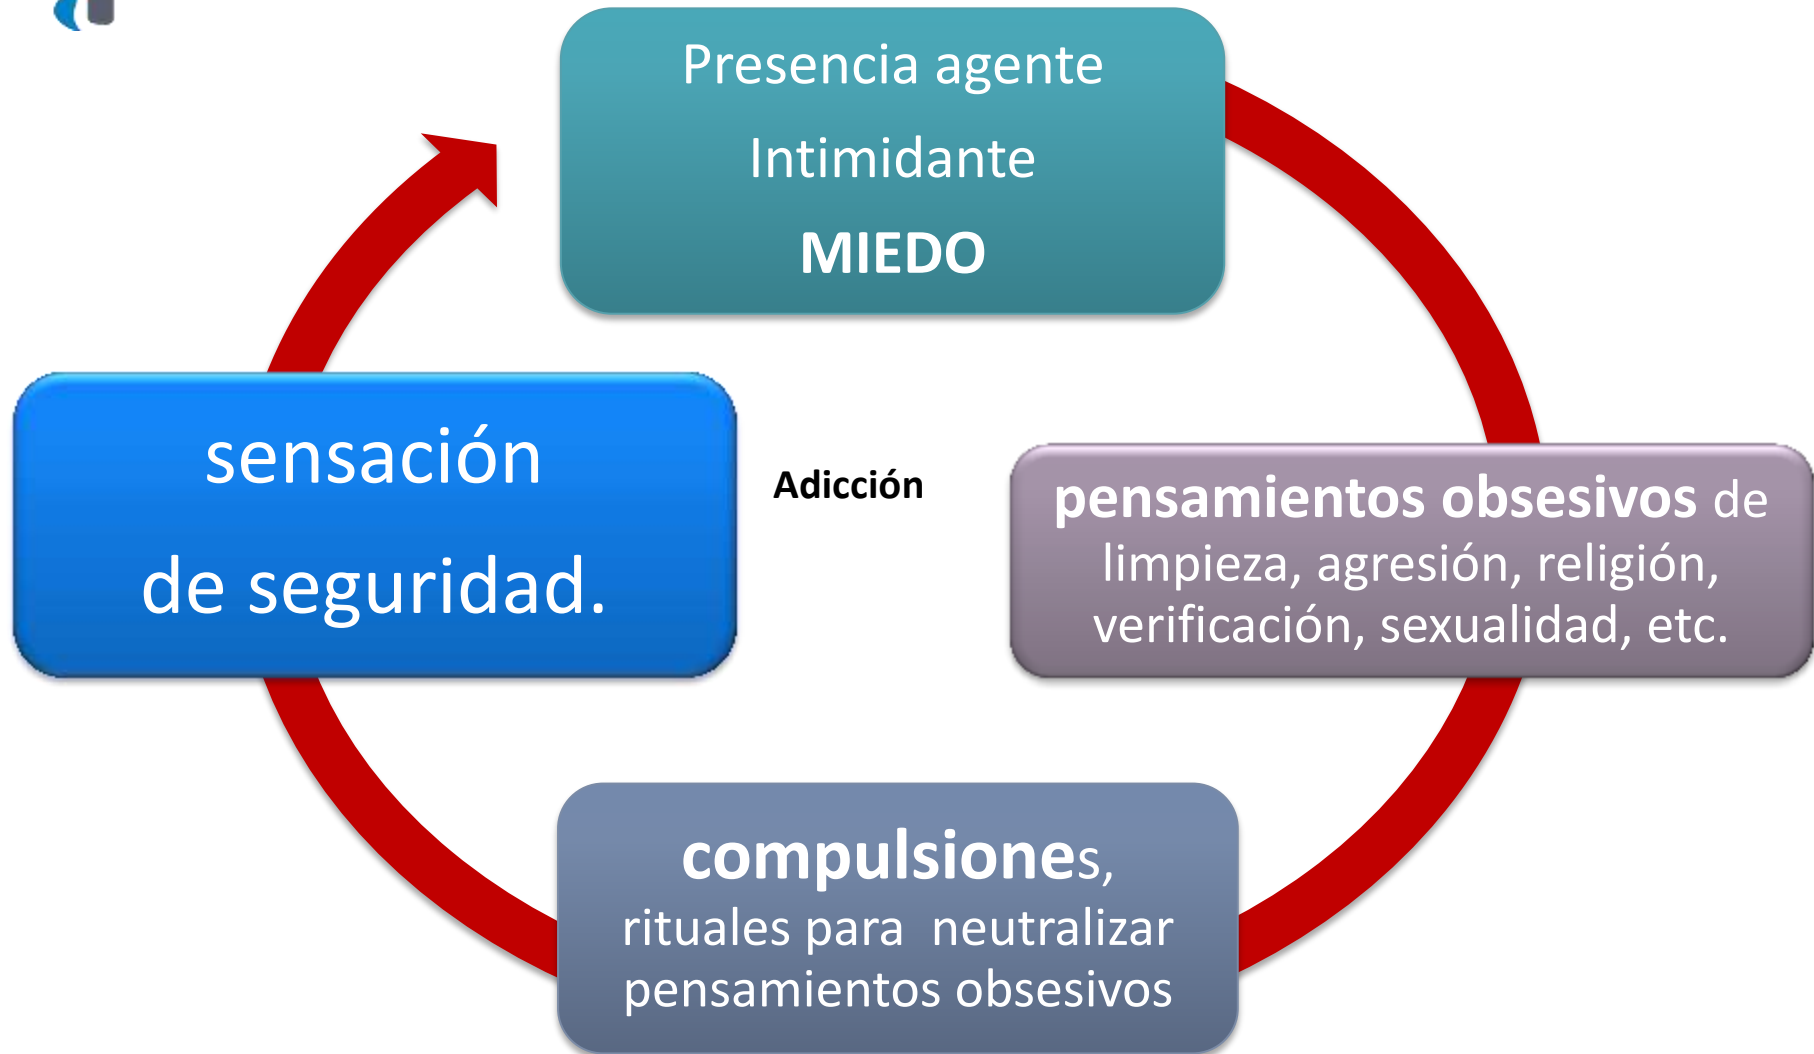 Presencia agente
Intimidante
MIEDO
sensación
de seguridad.
Adicción
pensamientos obsesivos de
limpieza, agresión, religión,
verificación, sexualidad, etc.
compulsiones,
rituales para  neutralizar
pensamientos obsesivos